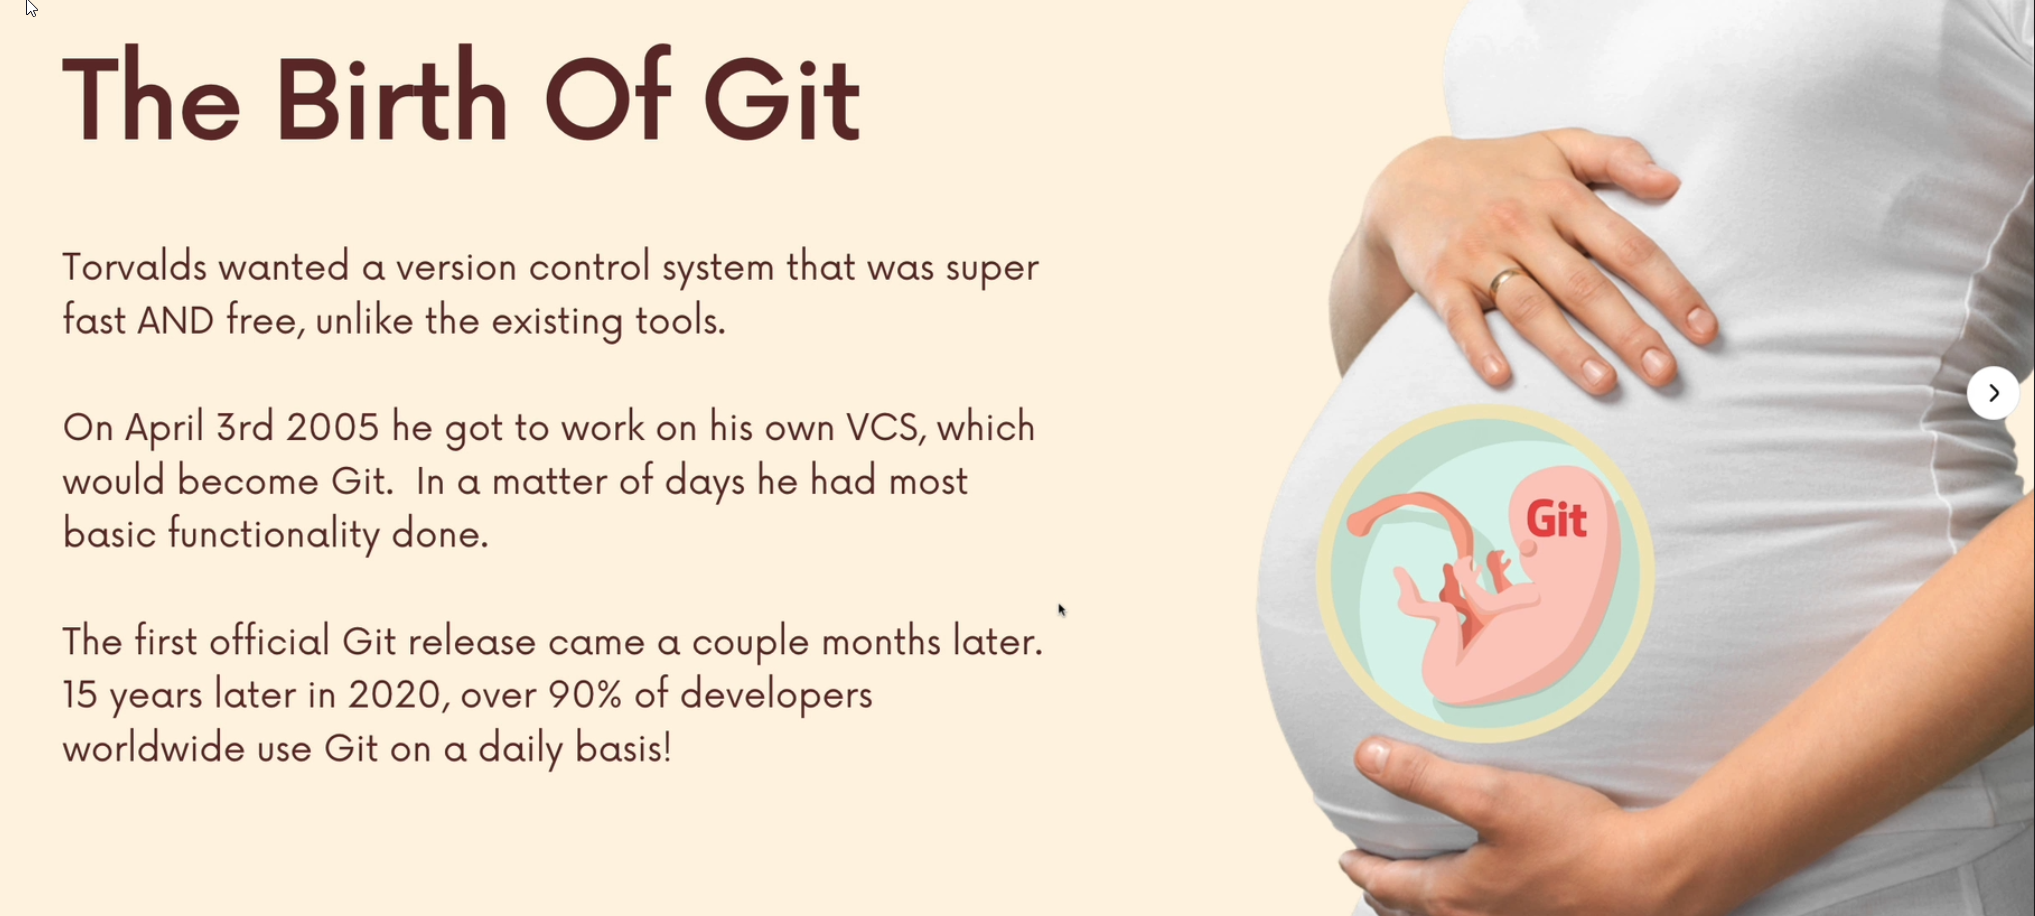 The Birth Of Git
Torvalds wanted a version control system that was super
fast AND free, unlike the existing tools.
On April 3rd 2005 he got to work on his own VCS, which
would become Git.  In a matter of days he had most
basic functionality done.
The first official Git release came a couple months later.
15 years later in 2020, over 90% of developers
worldwide use Git on a daily basis!
Git